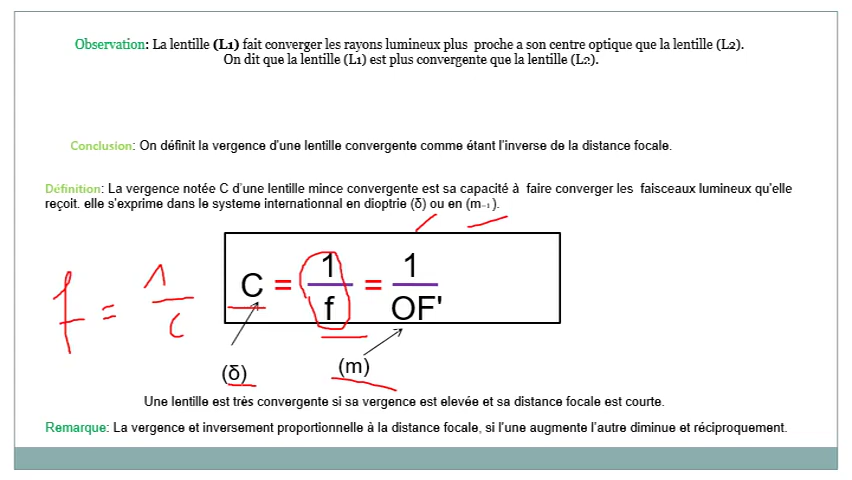 Observation: La lentille (L1) fait converger les rayons lumineux plus proche a son centre optique que la lentille (L2).
On dit que la lentille (L1) est plus convergente que la lentille (L2).
Conclusion: On définit la vergence d'une lentille convergente comme étant l'inverse de la distance focale.
Définition: La vergence notée C d'une lentille mince convergente est sa capacité à faire converger les faisceaux lumineux qu'elle
reçoit. elle s'exprime dans le systeme internationnal en dioptrie (δ) ou en (m-1).
C = 1/f = 1/OF'
f = 1/c
(δ) (m)
Une lentille est très convergente si sa vergence est elevée et sa distance focale est courte.
Remarque: La vergence et inversement proportionelle à la distance focale, si l'une augmente l'autre diminue et réciproquement.